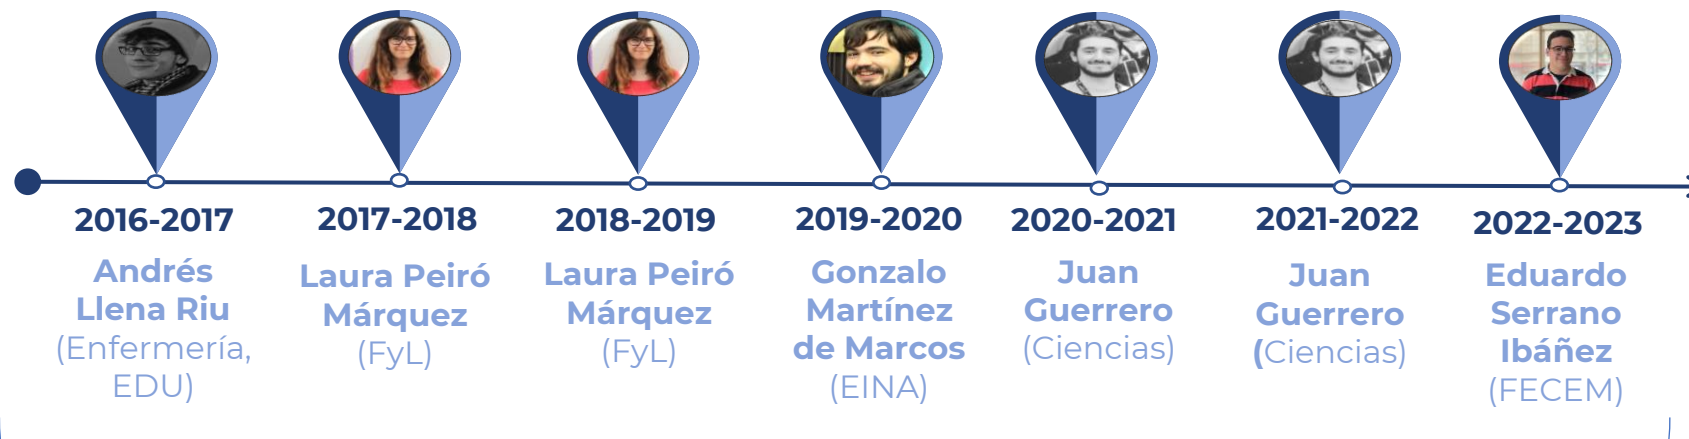 2016-2017
Andrés
Llena Riu
(Enfermería,
EDU)
2017-2018
Laura Peiró
Márquez
(FyL)
2018-2019
Laura Peiró
Márquez
(FyL)
2019-2020
Gonzalo
Martínez
de Marcos
(EINA)
2020-2021
Juan
Guerrero
(Ciencias)
2021-2022
Juan
Guerrero
(Ciencias)
2022-2023
Eduardo
Serrano
Ibáñez
(FECEM)